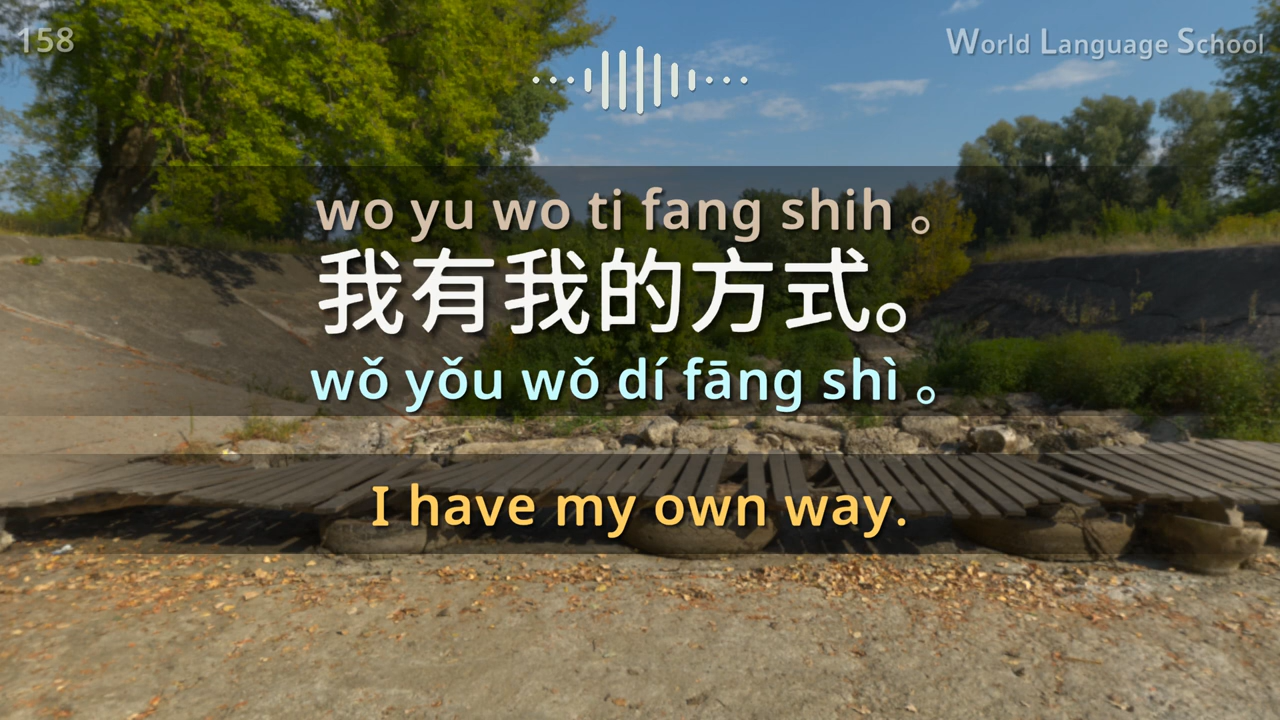 158
World Language School
wo yu wo ti fang shih 。
我有我的方式。
wǒ yǒu wǒ dí fāng shì 。
I have my own way.